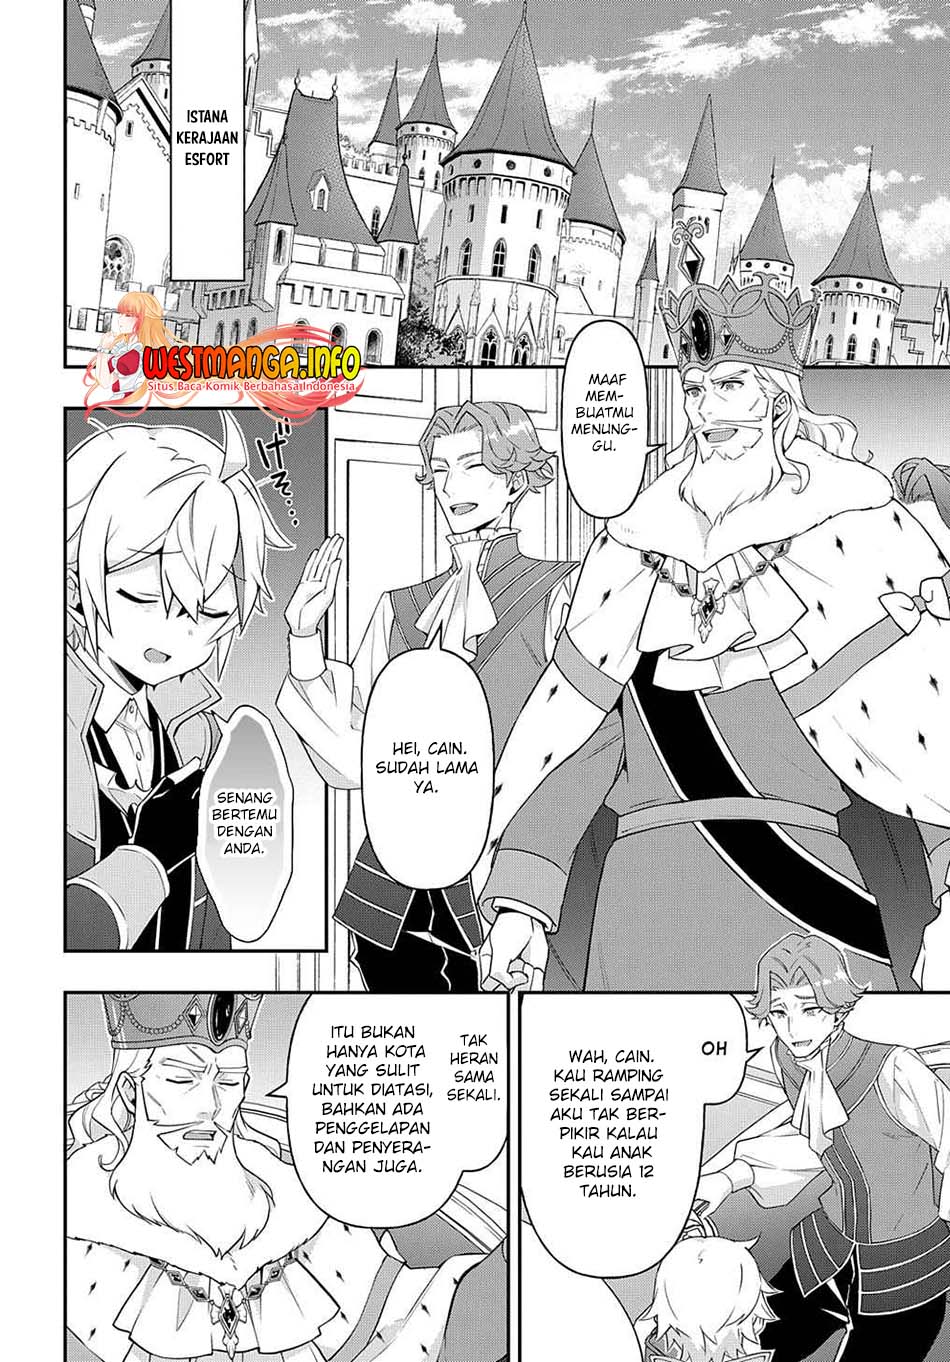 ISTANA
KERAJAAN
ESFORT
WESTMANGA.INFO
Situs Baca Komik Berbahasa Indonesia
MAAF
MEM-
BUATMU
MENUNG-
GU.
HEI, CAIN.
SUDAH LAMA
YA.
げそ…
SENANG
BERTEMU
DENGAN
ANDA.
OH
WAH, CAIN.
KAU RAMPING
SEKALI SAMPAI
AKU TAK BER-
PIKIR KALAU
KAU ANAK
BERUSIA 12
TAHUN.
TAK
HERAN
SAMA
SEKALI.
ITU BUKAN
HANYA KOTA
YANG SULIT
UNTUK DIATASI,
BAHKAN ADA
PENGGELAPAN
DAN PENYERA-
NGAN JUGA.